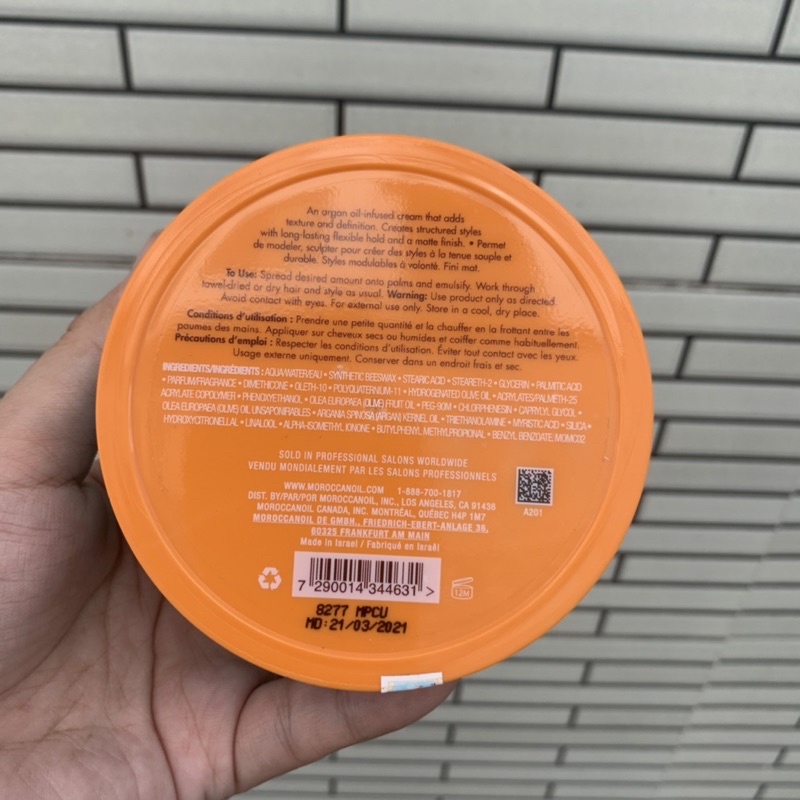 An argan oil-infused cream that adds
texture and definition. Creates structured styles
with long-lasting flexible hold and a matte finish. • Permet
de modeler, sculpter pour créer des styles à la tenue souple et
durable. Styles modulables à volonté. Fini mat.
To Use: Spread desired amount onto palms and emulsify. Work through
towel-dried or dry hair and style as usual. Warning: Use product only as directed.
Avoid contact with eyes. For external use only. Store in a cool, dry place.
Conditions d'utilisation : Prendre une petite quantité et la chauffer en la frottant entre les
paumes des mains. Appliquer sur cheveux secs ou humides et coiffer comme habituellement.
Précautions d'emploi : Respecter les conditions d'utilisation. Éviter tout contact avec les yeux.
Usage externe uniquement. Conserver dans un endroit frais et sec.
INGREDIENTS/INGRÉDIENTS : AQUA/WATER/EAU • SYNTHETIC BEESWAX • STEARIC ACID • STEARETH-2 • GLYCERIN • PALMITIC ACID
• PARFUM/FRAGRANCE • DIMETHICONE • OLETH-10 • POLYQUATERNIUM-11 • HYDROGENATED OLIVE OIL • ACRYLATES/PALMETH-25
ACRYLATE COPOLYMER • PHENOXYETHANOL • OLEA EUROPAEA (OLIVE) FRUIT OIL • PEG-90M • CHLORPHENESIN • CAPRYLYL GLYCOL •
OLEA EUROPAEA (OLIVE) OIL UNSAPONIFIABLES • ARGANIA SPINOSA (ARGAN) KERNEL OIL • TRIETHANOLAMINE • MYRISTIC ACID • SILICA •
HYDROXYCITRONELLAL • LINALOOL • ALPHA-ISOMETHYL IONONE • BUTYLPHENYL METHYLPROPIONAL • BENZYL BENZOATE MOMC02
SOLD IN PROFESSIONAL SALONS WORLDWIDE
VENDU MONDIALEMENT PAR LES SALONS PROFESSIONNELS
WWW.MOROCCANOIL.COM 1-888-700-1817
DIST. BY/PAR/POR MOROCCANOIL, INC., LOS ANGELES, CA 91436
MOROCCANOIL CANADA, INC. MONTRÉAL, QUÉBEC H4P 1M7
MOROCCANOIL DE GMBH., FRIEDRICH-EBERT-ANLAGE 36,
60325 FRANKFURT AM MAIN
Made in Israel / Fabriqué en Israël
A201
7 290014 344631 >
12M
8277 MPCU
MD:21/03/2021